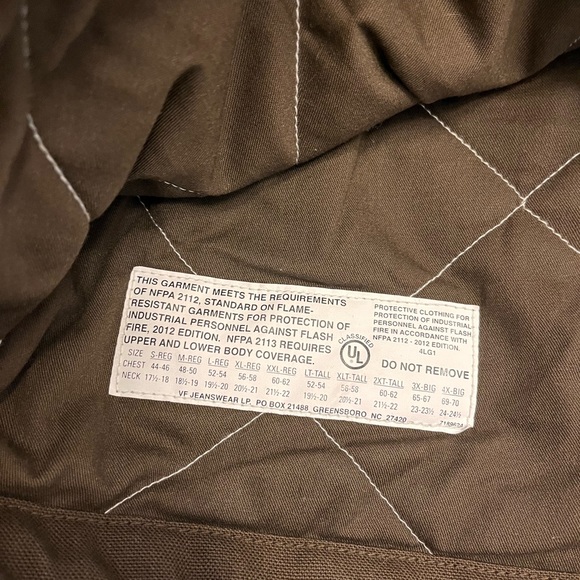 THIS GARMENT MEETS THE REQUIREMENTS
OF NFPA 2112, STANDARD ON FLAME-
RESISTANT GARMENTS FOR PROTECTION OF
INDUSTRIAL PERSONNEL AGAINST FLASH
FIRE, 2012 EDITION. NFPA 2113 REQUIRES
UPPER AND LOWER BODY COVERAGE.
CLASSIFIED
UL
PROTECTIVE CLOTHING FOR
PROTECTION OF INDUSTRIAL
PERSONNEL AGAINST FLASH
FIRE IN ACCORDANCE WITH
NFPA 2112 - 2012 EDITION.
4LG1
DO NOT REMOVE
SIZE S-REG M-REG L-REG XL-REG XXL-REG LT-TALL XLT-TALL 2XT-TALL 3X-BIG 4X-BIG
CHEST 44-46 48-50 52-54 56-58 60-62 52-54 56-58 60-62 65-67 69-70
NECK 17½-18 18½-19 19½-20 20½-21 21½-22 19½-20 20½-21 21½-22 23-23½ 24-24½
VF JEANSWEAR LP, PO BOX 21488, GREENSBORO, NC 27420